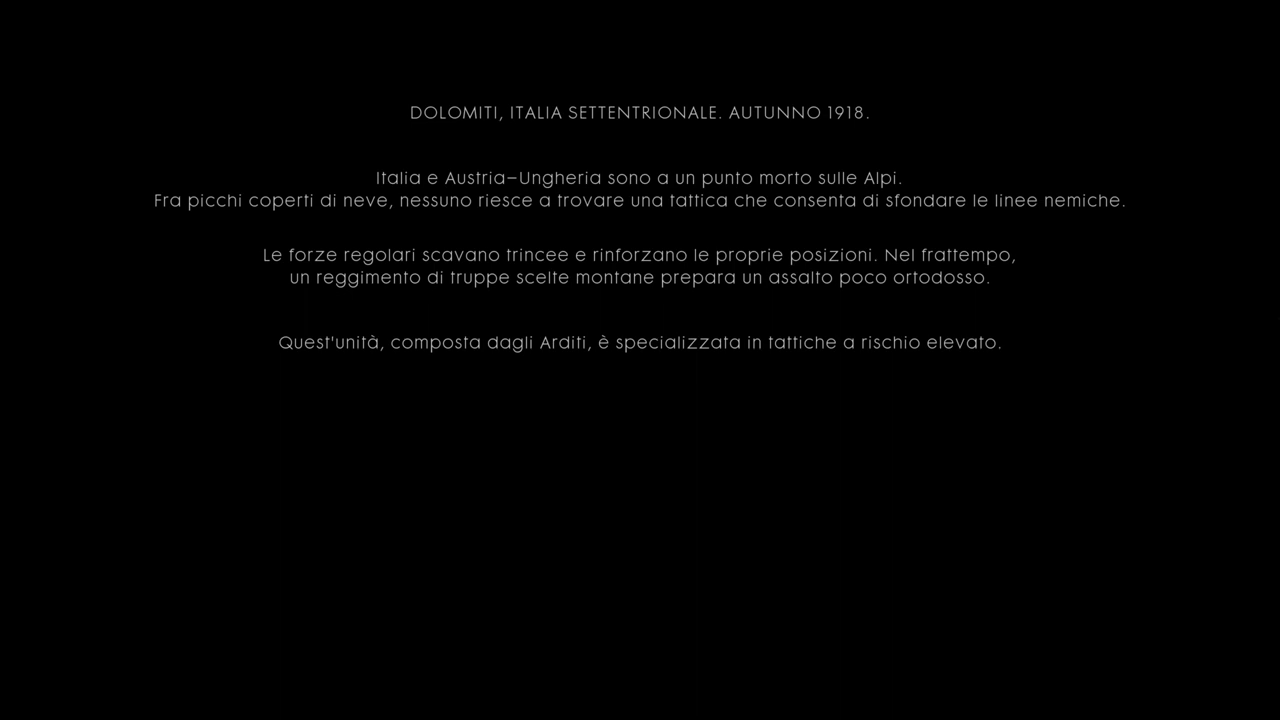 DOLOMITI, ITALIA SETTENTRIONALE. AUTUNNO 1918.
Italia e Austria–Ungheria sono a un punto morto sulle Alpi.
Fra picchi coperti di neve, nessuno riesce a trovare una tattica che consenta di sfondare le linee nemiche.
Le forze regolari scavano trincee e rinforzano le proprie posizioni. Nel frattempo,
un reggimento di truppe scelte montane prepara un assalto poco ortodosso.
Quest'unità, composta dagli Arditi, è specializzata in tattiche a rischio elevato.